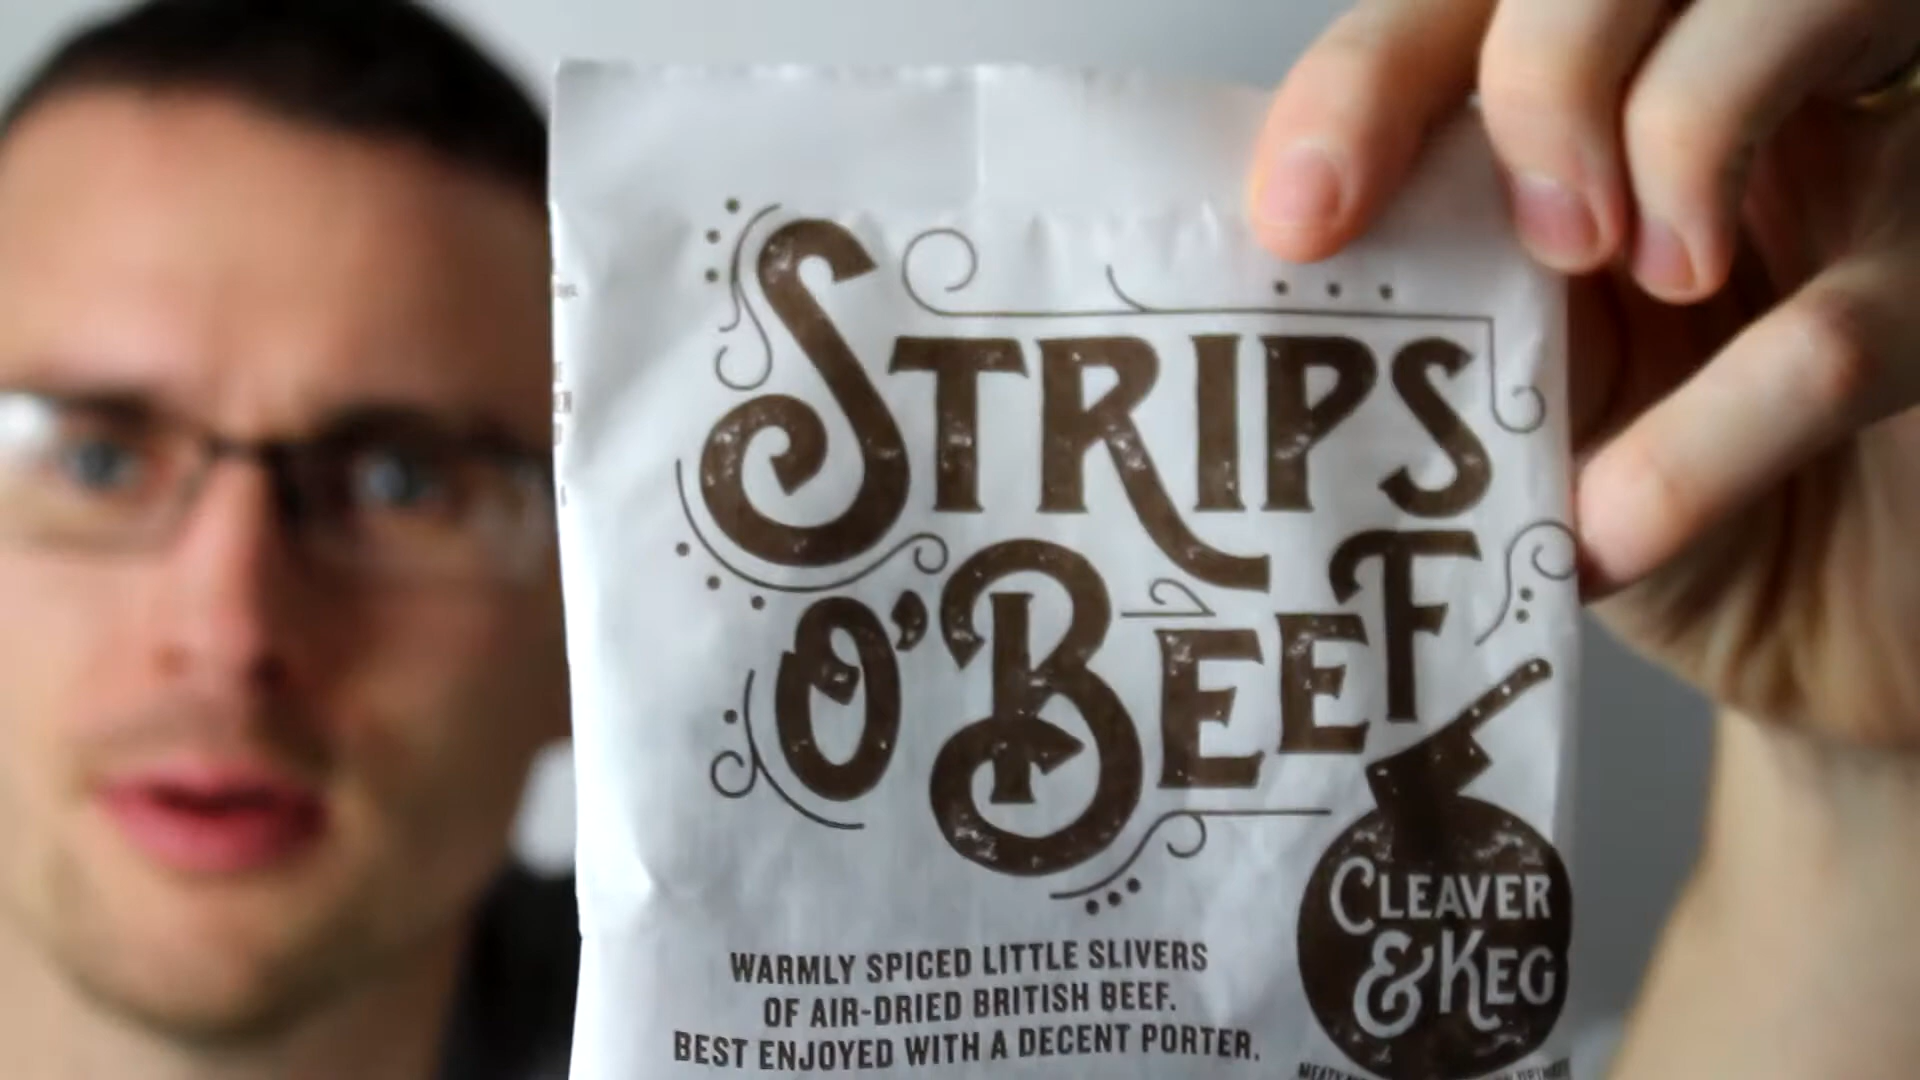 STRIPS
O'BEEF
CLEAVER
& KEG
WARMLY SPICED LITTLE SLIVERS
OF AIR-DRIED BRITISH BEEF.
BEST ENJOYED WITH A DECENT PORTER.